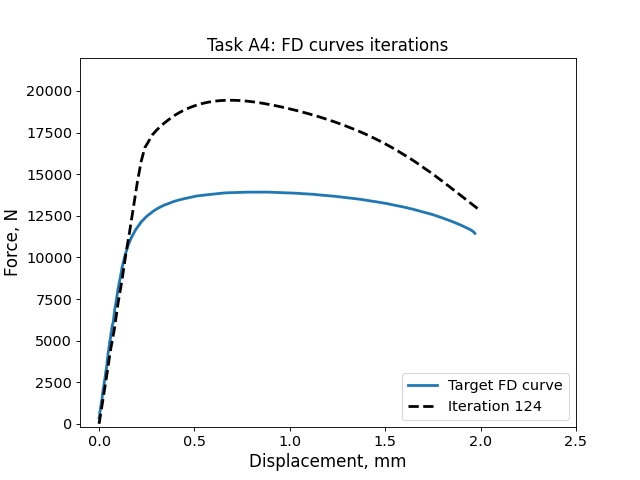 Task A4: FD curves iterations
Force, N
20000
17500
15000
12500
10000
7500
5000
2500
0
0.0 0.5 1.0 1.5 2.0 2.5
Displacement, mm
Target FD curve
Iteration 124